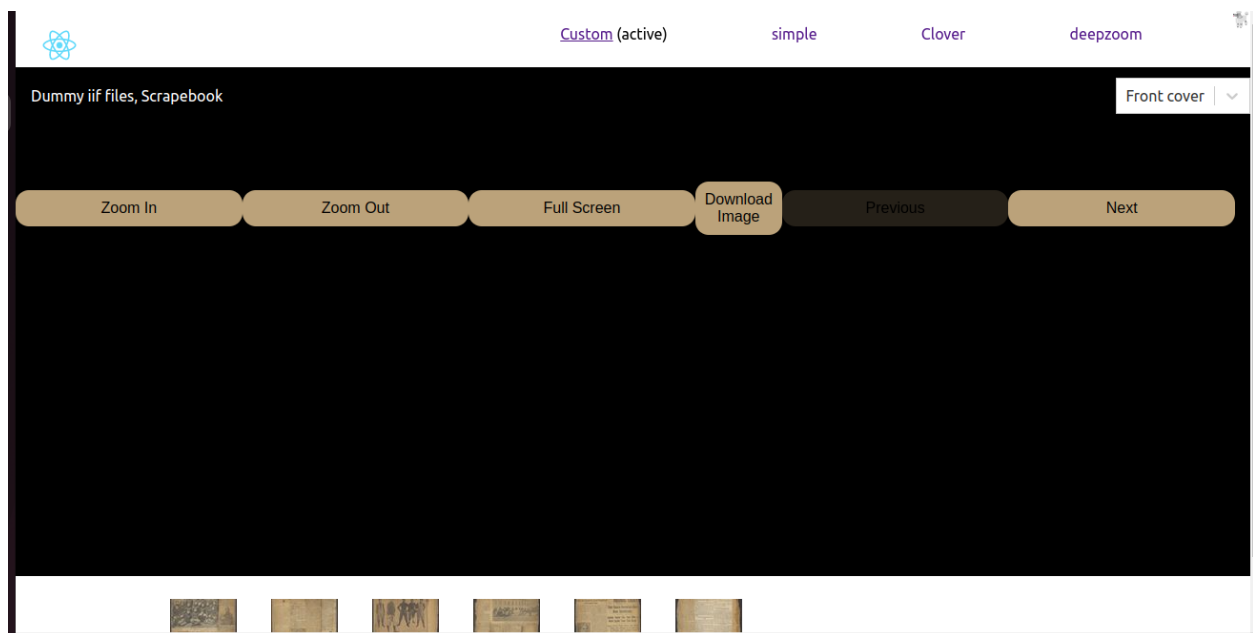 Custom (active) simple Clover deepzoom
Dummy iif files, Scrapebook
Front cover
Zoom In
Zoom Out
Full Screen
Download
Image
Previous
Next